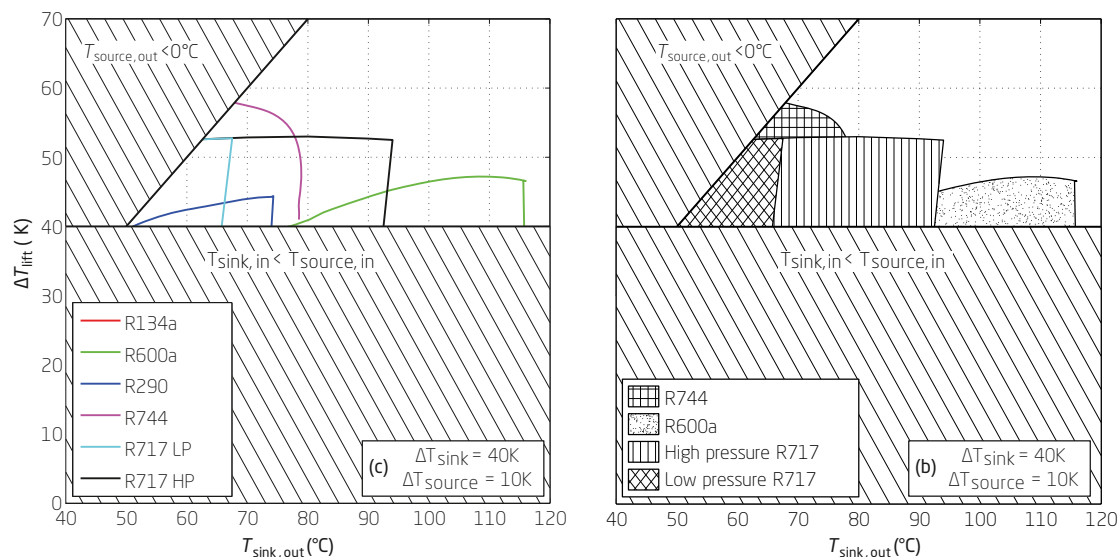 70
60
50
40
30
20
10
0
ΔT_lift ( K)
T_source,out <0°C
T_sink,in < T_source,in
R134a
R600a
R290
R744
R717 LP
R717 HP
(c)
ΔT_sink = 40K
ΔT_source = 10K
40 50 60 70 80 90 100 110 120
T_sink,out (°C)
T_source,out <0°C
T_sink,in < T_source,in
R744
R600a
High pressure R717
Low pressure R717
(b)
ΔT_sink = 40K
ΔT_source = 10K
40 50 60 70 80 90 100 110 120
T_sink,out (°C)